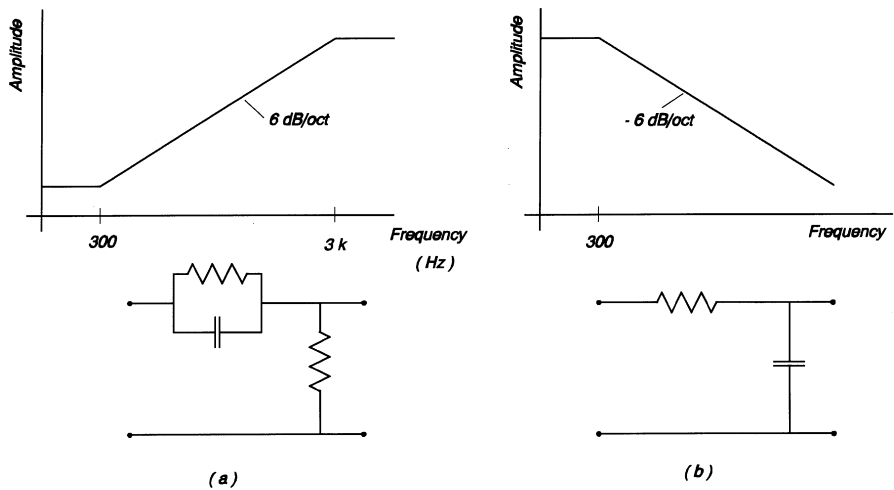 Amplitude
6 dB/oct
300
3 k
Frequency
( Hz )
( a )
Amplitude
- 6 dB/oct
300
Frequency
( b )